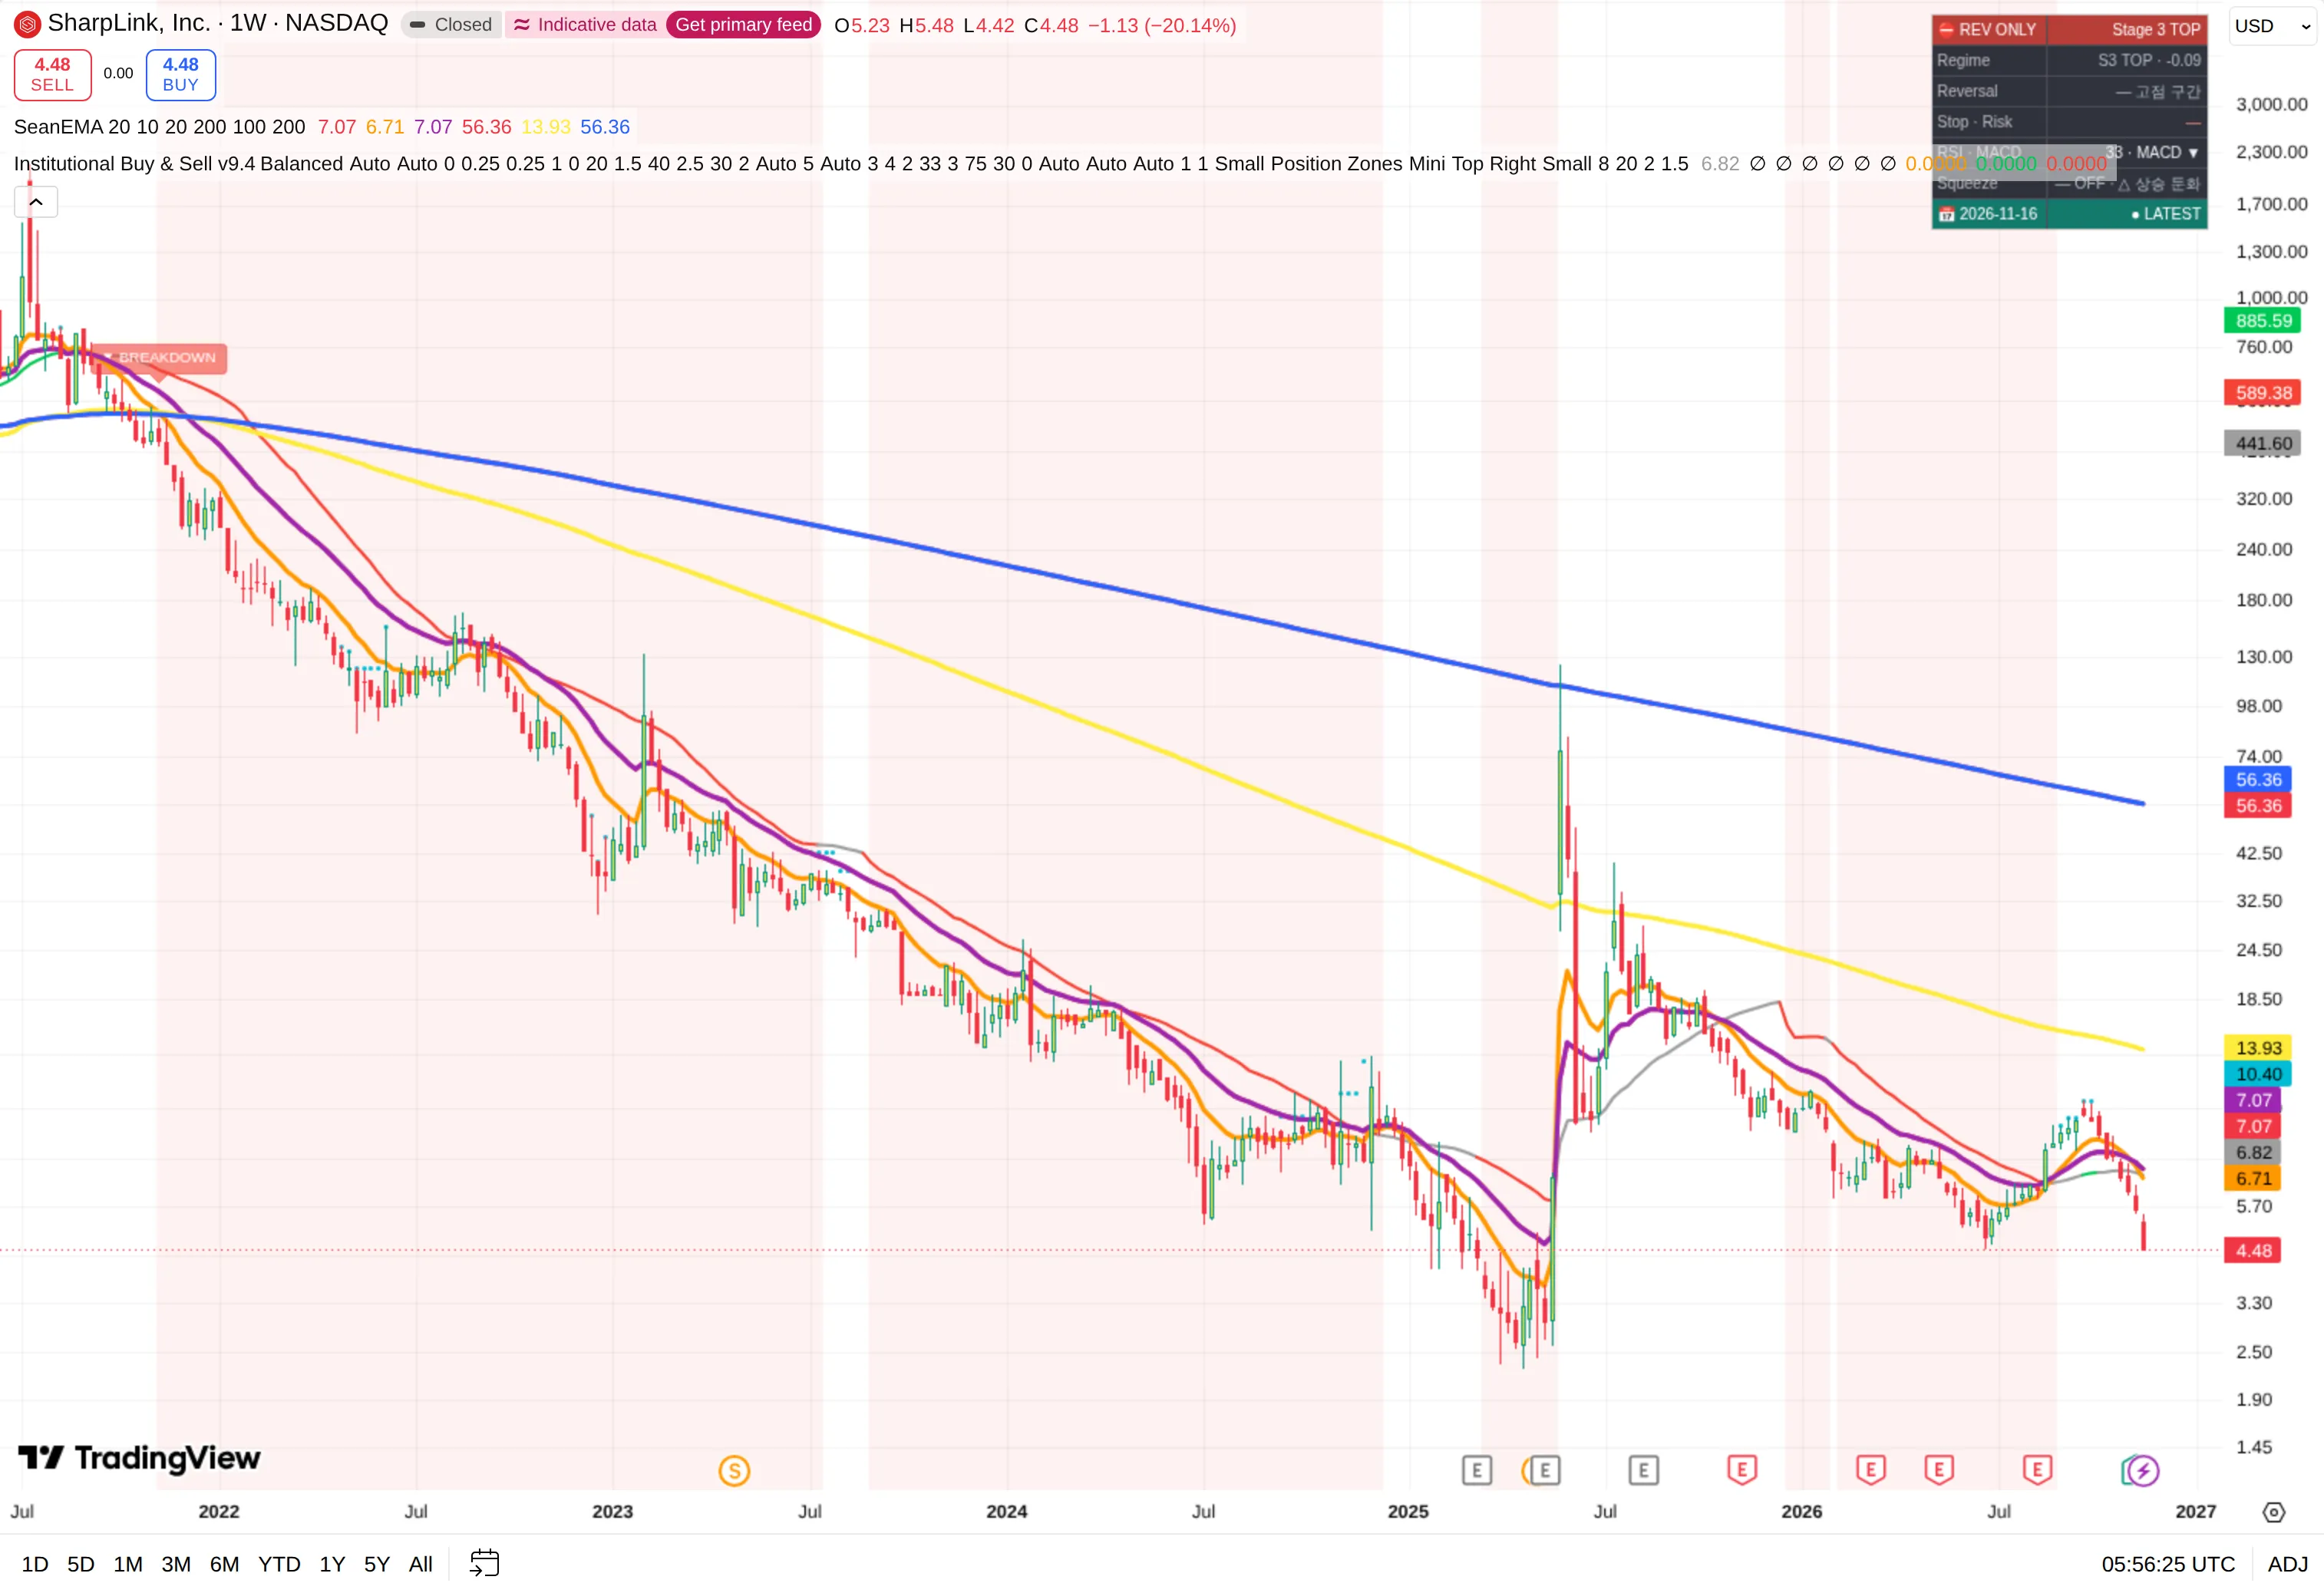 SharpLink, Inc. · 1W · NASDAQ Closed Indicative data Get primary feed O5.23 H5.48 L4.42 C4.48 −1.13 (−20.14%)
4.48 SELL 0.00 4.48 BUY
SeanEMA 20 10 20 200 100 200 7.07 6.71 7.07 56.36 13.93 56.36
Institutional Buy & Sell v9.4 Balanced Auto Auto 0 0.25 0.25 1 0 20 1.5 40 2.5 30 2 Auto 5 Auto 3 4 2 33 3 75 30 0 Auto Auto Auto 1 1 Small Position Zones Mini Top Right Small 8 20 2 1.5 6.82 ∅ ∅ ∅ ∅ ∅ ∅ 0.0000 0.0000 0.0000
REV ONLY Stage 3 TOP
Regime S3 TOP · -0.09
Reversal — 고점 구간
Stop · Risk —
RSI · MACD 33 · MACD ▼
Squeeze — OFF · △ 상승 둔화
2026-11-16 ● LATEST
USD
▼ BREAKDOWN
3,000.00
2,300.00
1,700.00
1,300.00
1,000.00
885.59
760.00
589.38
441.60
320.00
240.00
180.00
130.00
98.00
74.00
56.36
56.36
42.50
32.50
24.50
18.50
13.93
10.40
7.07
7.07
6.82
6.71
5.70
4.48
3.30
2.50
1.90
1.45
TradingView
S E E E E E E E
Jul 2022 Jul 2023 Jul 2024 Jul 2025 Jul 2026 Jul 2027
1D 5D 1M 3M 6M YTD 1Y 5Y All 05:56:25 UTC ADJ